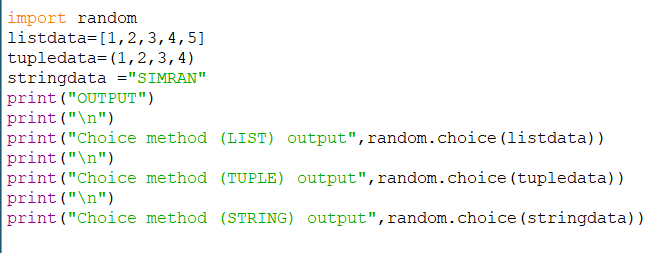 import random
listdata=[1,2,3,4,5]
tupledata=(1,2,3,4)
stringdata ="SIMRAN"
print("OUTPUT")
print("\n")
print("Choice method (LIST) output",random.choice(listdata))
print("\n")
print("Choice method (TUPLE) output",random.choice(tupledata))
print("\n")
print("Choice method (STRING) output",random.choice(stringdata))